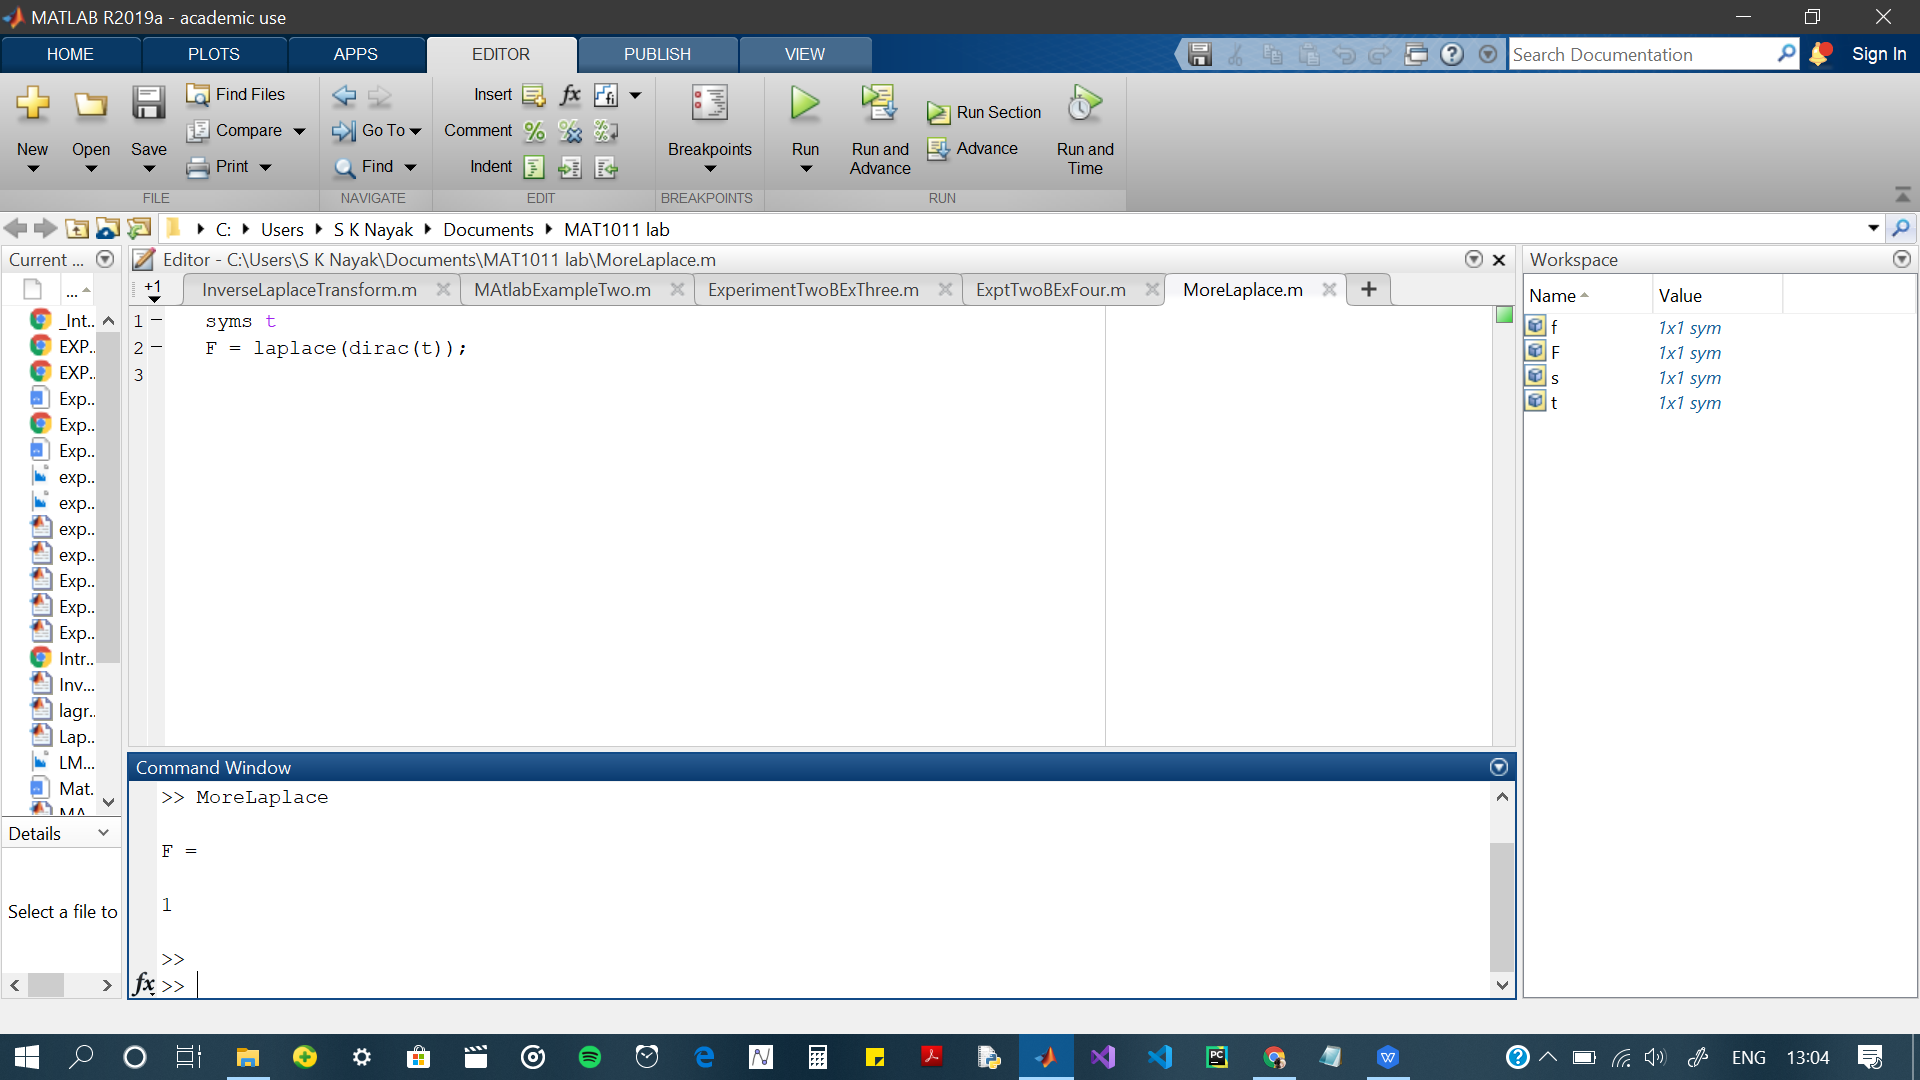 MATLAB R2019a - academic use
HOME PLOTS APPS EDITOR PUBLISH VIEW
Search Documentation
Sign In
New
Open
Save
Find Files
Compare
Print
FILE
Go To
Find
NAVIGATE
Insert
Comment
Indent
EDIT
Breakpoints
BREAKPOINTS
Run
Run and
Advance
Run Section
Advance
Run and
Time
RUN
C: Users S K Nayak Documents MAT1011 lab
Current ...
...
_Int..
EXP..
EXP..
Exp..
Exp..
Exp..
exp..
exp..
exp..
exp..
Exp..
Exp..
Exp..
Intr..
Inv...
lagr..
Lap..
LM...
Mat.
MA
Details
Select a file to
Editor - C:\Users\S K Nayak\Documents\MAT1011 lab\MoreLaplace.m
+1 InverseLaplaceTransform.m MAtlabExampleTwo.m ExperimentTwoBExThree.m ExptTwoBExFour.m MoreLaplace.m +
1 – syms t
2 – F = laplace(dirac(t));
3
Command Window
>> MoreLaplace
F =
1
>>
fx >>
Workspace
Name Value
f 1x1 sym
F 1x1 sym
s 1x1 sym
t 1x1 sym
ENG 13:04